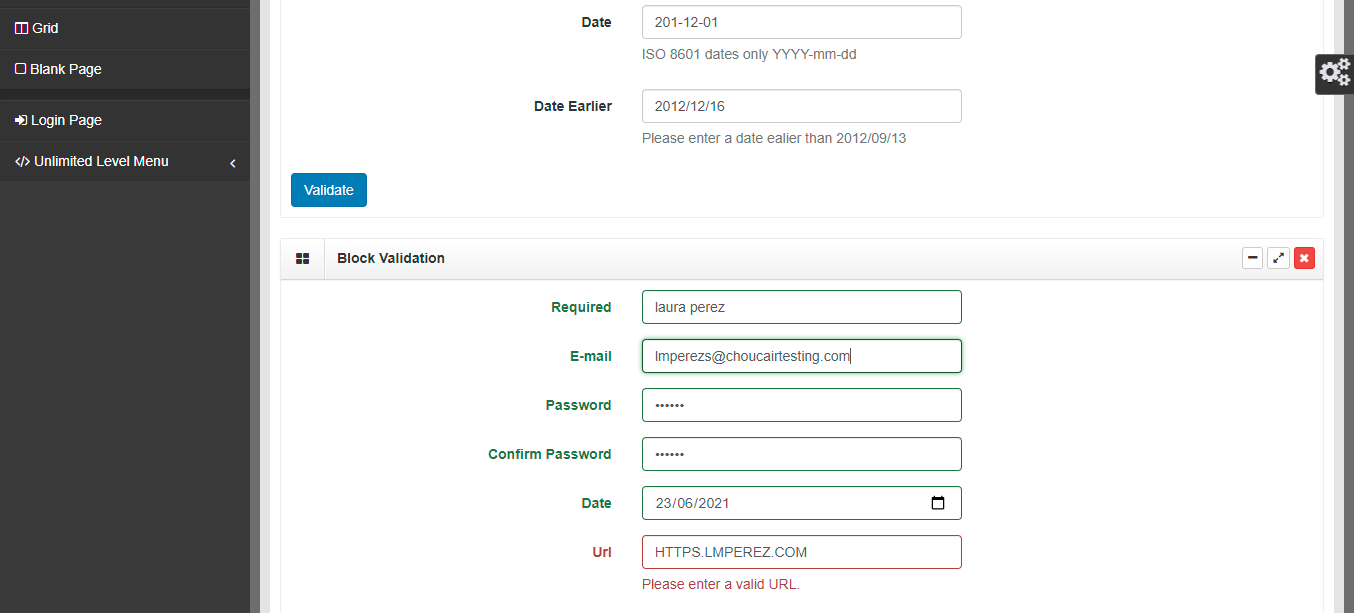 Grid
Blank Page
Login Page
Unlimited Level Menu
Date 201-12-01
ISO 8601 dates only YYYY-mm-dd
Date Earlier 2012/12/16
Please enter a date ealier than 2012/09/13
Validate
Block Validation
Required laura perez
E-mail lmperezs@choucairtesting.com
Password ••••••
Confirm Password ••••••
Date 23/06/2021
Url HTTPS.LMPEREZ.COM
Please enter a valid URL.